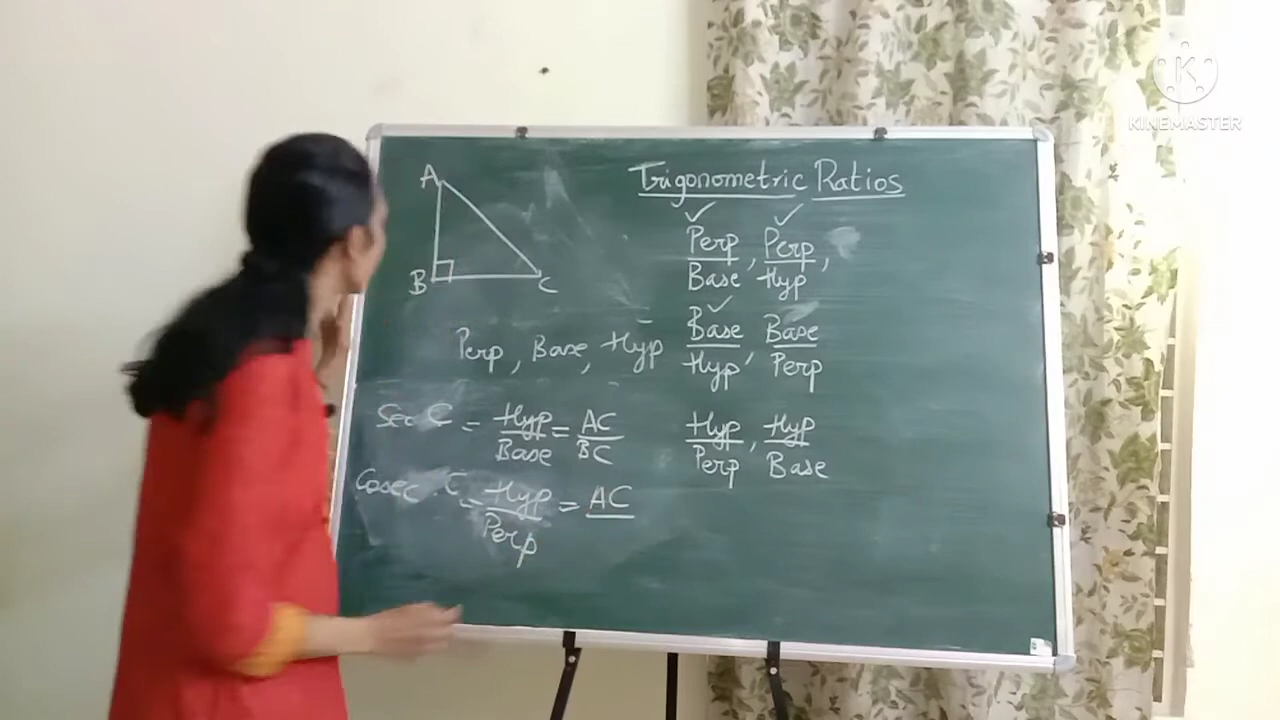 Trigonometric Ratios
A
B
C
Perp/Base, Perp/Hyp,
Base/Hyp, Base/Perp
Hyp/Perp, Hyp/Base
Perp, Base, Hyp
Sec C = Hyp/Base = AC/BC
Cosec C = Hyp/Perp = AC
KINEMASTER